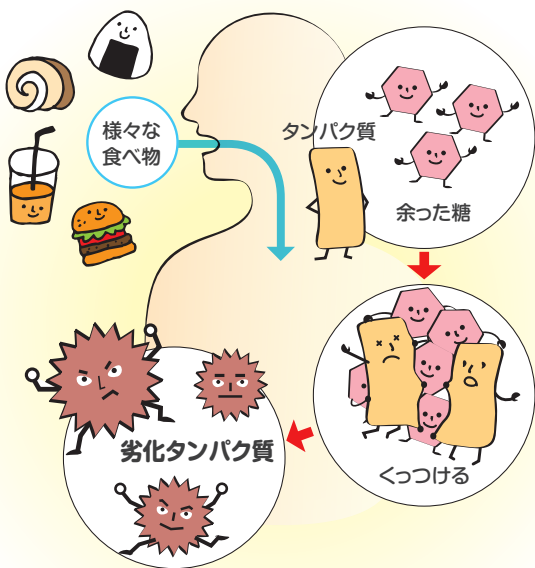 様々な
食べ物
タンパク質
余った糖
くっつける
劣化タンパク質